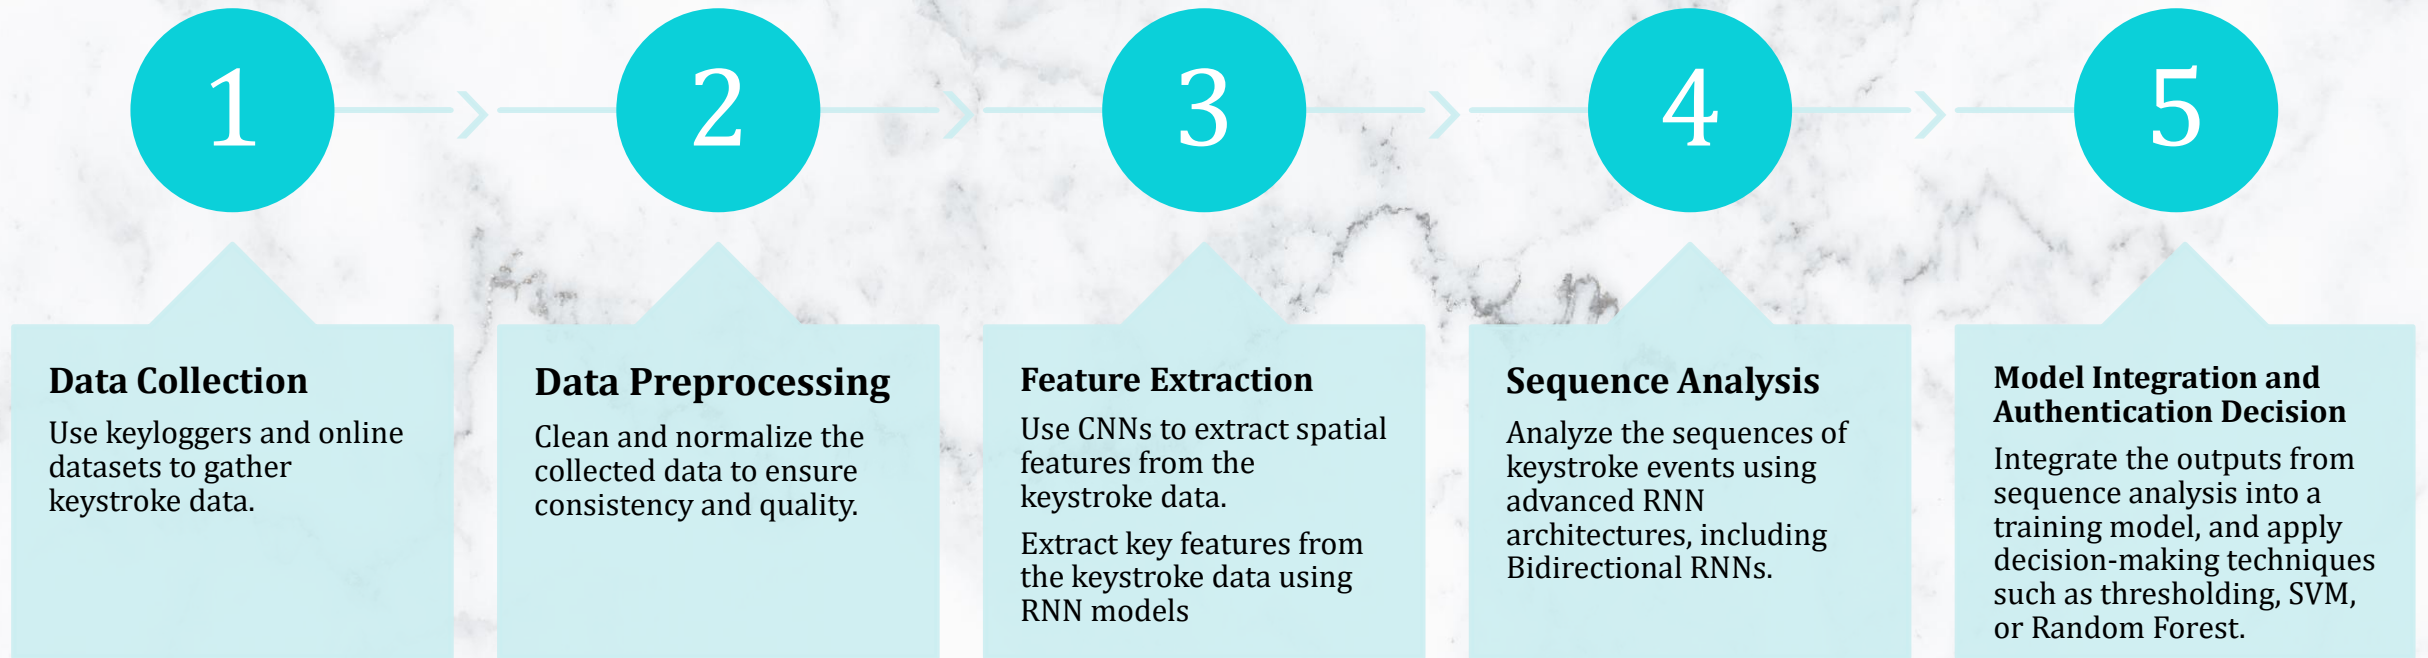 1
2
3
4
5
Data Collection
Use keyloggers and online
datasets to gather
keystroke data.
Data Preprocessing
Clean and normalize the
collected data to ensure
consistency and quality.
Feature Extraction
Use CNNs to extract spatial
features from the
keystroke data.
Extract key features from
the keystroke data using
RNN models
Sequence Analysis
Analyze the sequences of
keystroke events using
advanced RNN
architectures, including
Bidirectional RNNs.
Model Integration and
Authentication Decision
Integrate the outputs from
sequence analysis into a
training model, and apply
decision-making techniques
such as thresholding, SVM,
or Random Forest.